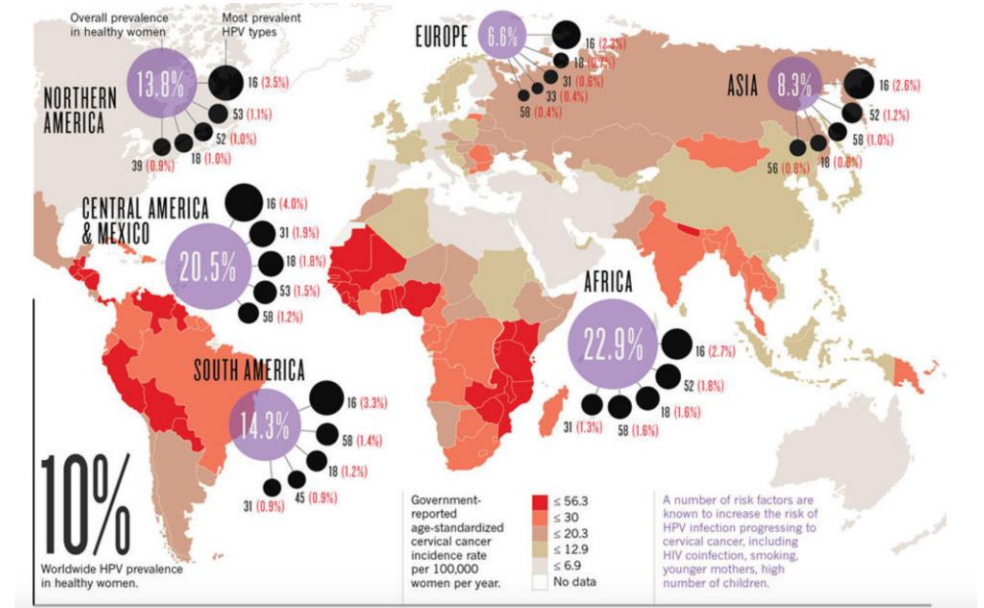 Overall prevalence
in healthy women
Most prevalent
HPV types
NORTHERN
AMERICA
13.8%
16 (3.5%)
53 (1.1%)
52 (1.0%)
18 (1.0%)
39 (0.9%)
EUROPE
6.6%
16 (2.3%)
18
31 (0.6%)
33 (0.4%)
58 (0.4%)
ASIA
8.3%
16 (2.6%)
52 (1.2%)
58 (1.0%)
18 (0.8%)
56 (0.8%)
CENTRAL AMERICA
& MEXICO
20.5%
16 (4.0%)
31 (1.9%)
18 (1.8%)
53 (1.5%)
58 (1.2%)
AFRICA
22.9%
16 (2.7%)
52 (1.8%)
18 (1.6%)
58 (1.6%)
31 (1.3%)
SOUTH AMERICA
14.3%
16 (3.3%)
58 (1.4%)
18 (1.2%)
45 (0.9%)
31 (0.9%)
10%
Worldwide HPV prevalence
in healthy women.
Government-
reported
age-standardized
cervical cancer
incidence rate
per 100,000
women per year.
≤ 56.3
≤ 30
≤ 20.3
≤ 12.9
≤ 6.9
No data
A number of risk factors are
known to increase the risk of
HPV infection progressing to
cervical cancer, including
HIV coinfection, smoking,
younger mothers, high
number of children.